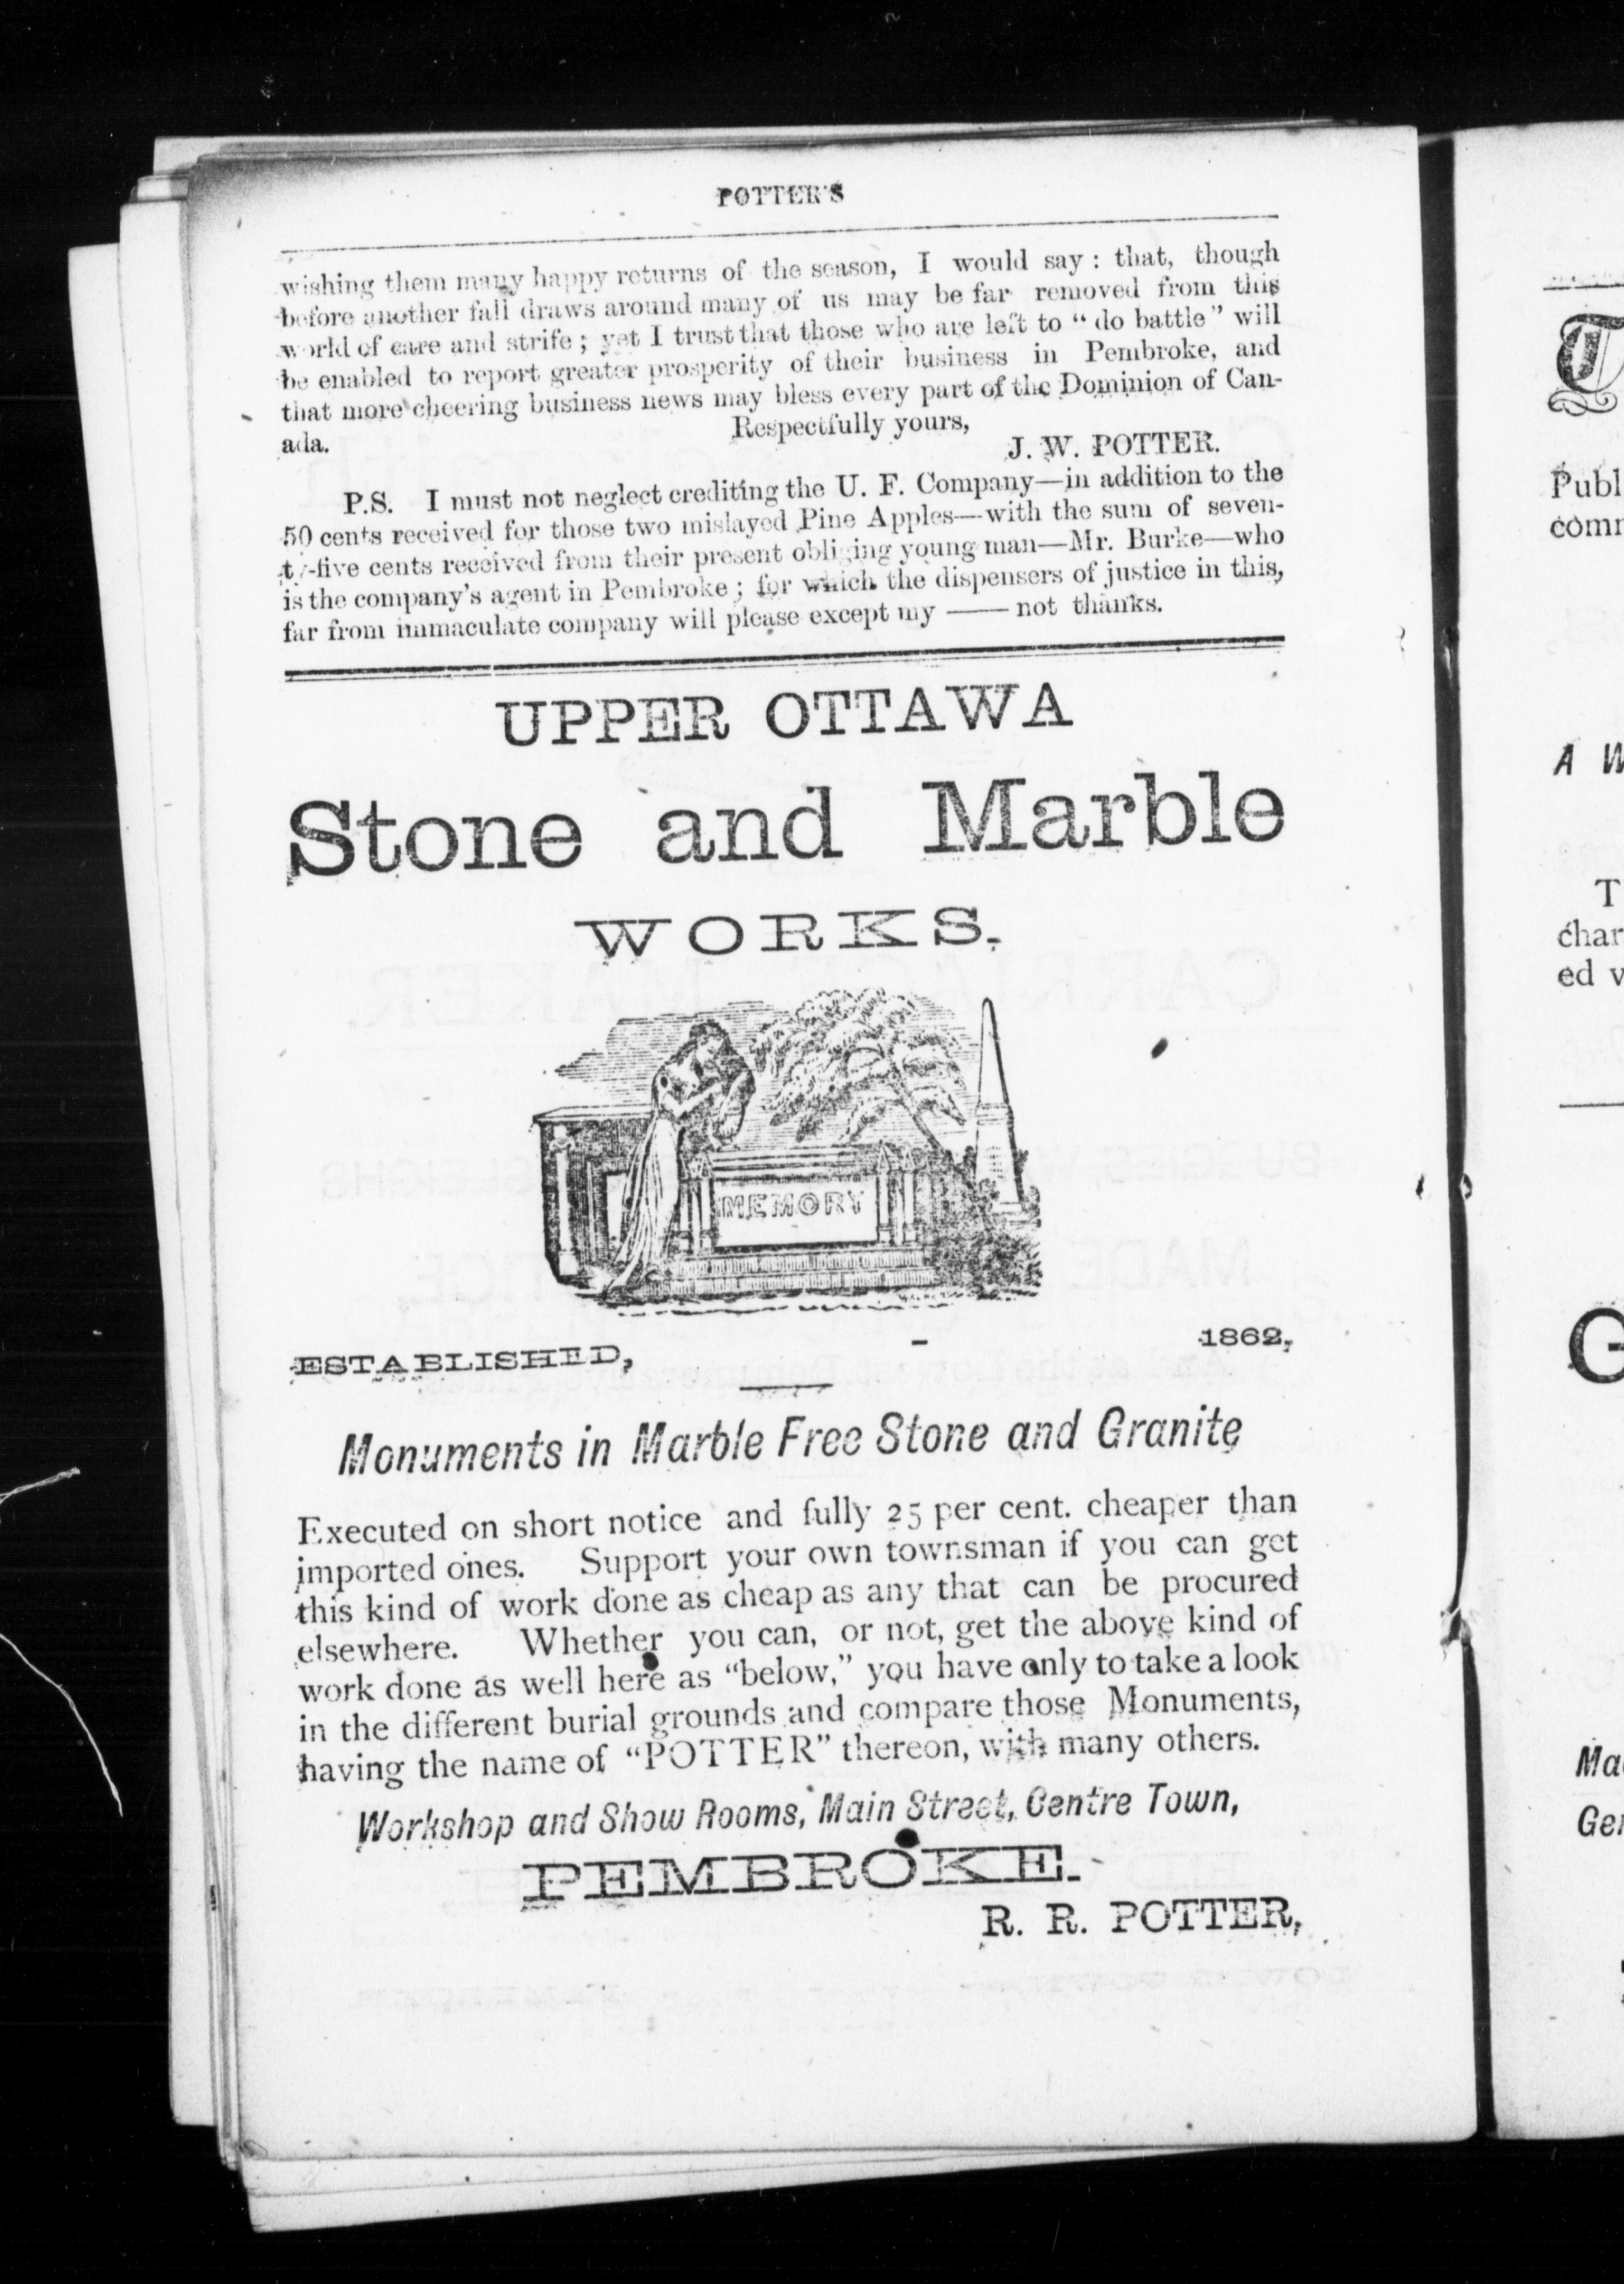 POTTER'S
wishing them many happy returns of the season, I would say : that, though
before another fall draws around many of us may be far removed from this
world of care and strife ; yet I trust that those who are left to “ do battle ” will
be enabled to report greater prosperity of their business in Pembroke, and
that more cheering business news may bless every part of the Dominion of Can-
ada.
Respectfully yours,
J. W. POTTER.
P.S. I must not neglect crediting the U. F. Company—in addition to the
50 cents received for those two mislayed Pine Apples—with the sum of seven-
ty-five cents received from their present obliging young man—Mr. Burke—who
is the company's agent in Pembroke ; for which the dispensers of justice in this,
far from immaculate company will please except my —— not thanks.
UPPER OTTAWA
Stone and Marble
WORKS.
MEMORY
ESTABLISHED, - 1862,
Monuments in Marble Free Stone and Granite
Executed on short notice and fully 25 per cent. cheaper than
imported ones. Support your own townsman if you can get
this kind of work done as cheap as any that can be procured
elsewhere. Whether you can, or not, get the above kind of
work done as well here as “below,” you have only to take a look
in the different burial grounds and compare those Monuments,
having the name of “POTTER” thereon, with many others.
Workshop and Show Rooms, Main Street, Centre Town,
PEMBROKE.
R. R. POTTER,
T
Publ
comm
A W
T
char
ed v
G
Ma
Ger